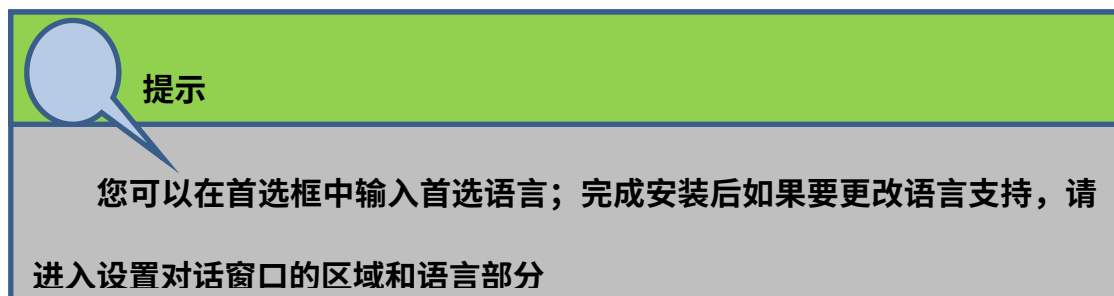 提示
您可以在首选框中输入首选语言；完成安装后如果要更改语言支持，请
进入设置对话窗口的区域和语言部分